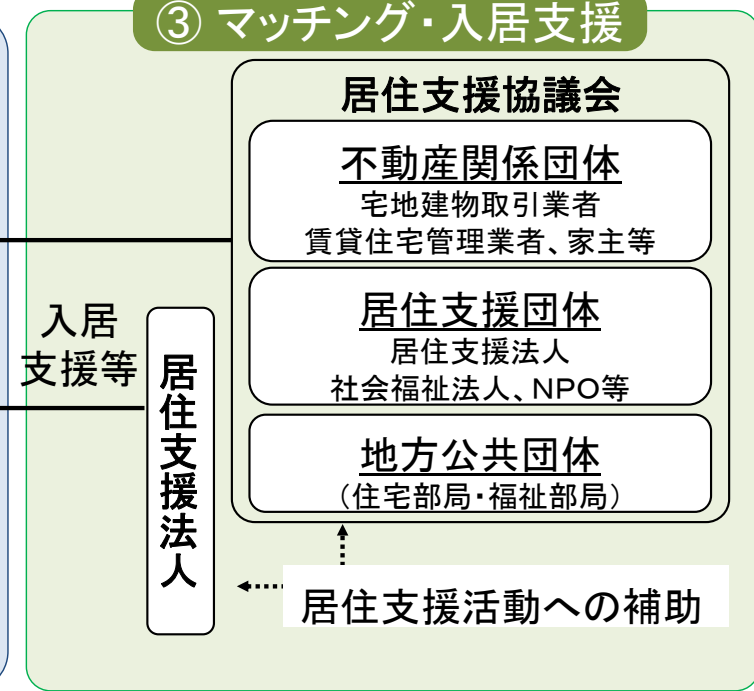 ③ マッチング・入居支援
居住支援協議会
不動産関係団体
宅地建物取引業者
賃貸住宅管理業者、家主等
居住支援団体
居住支援法人
社会福祉法人、NPO等
地方公共団体
（住宅部局・福祉部局）
入居
支援等
居住支援法人
居住支援活動への補助